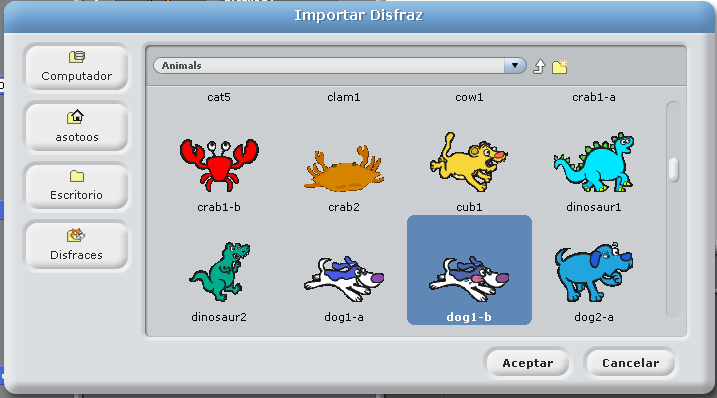 Importar Disfraz
Computador
asotoos
Escritorio
Disfraces
Animals
cat5 clam1 cow1 crab1-a
crab1-b crab2 cub1 dinosaur1
dinosaur2 dog1-a dog1-b dog2-a
Aceptar Cancelar